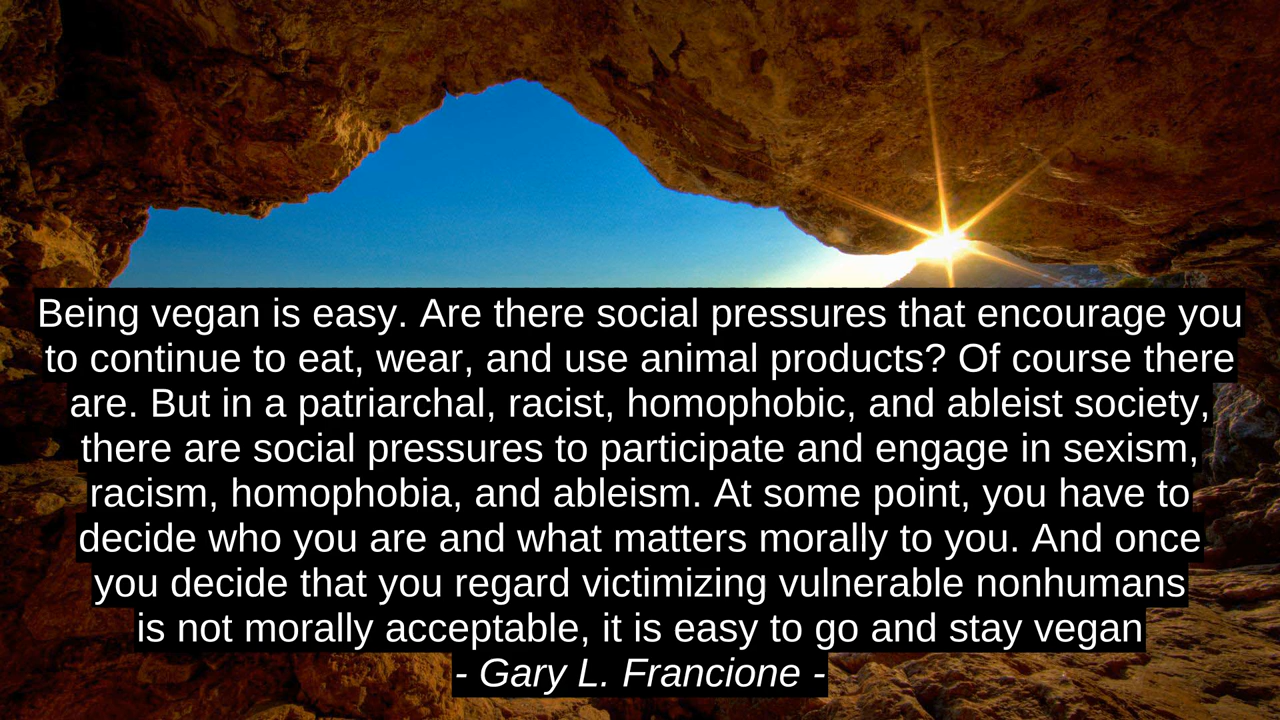 Being vegan is easy. Are there social pressures that encourage you
to continue to eat, wear, and use animal products? Of course there
are. But in a patriarchal, racist, homophobic, and ableist society,
there are social pressures to participate and engage in sexism,
racism, homophobia, and ableism. At some point, you have to
decide who you are and what matters morally to you. And once
you decide that you regard victimizing vulnerable nonhumans
is not morally acceptable, it is easy to go and stay vegan
- Gary L. Francione -